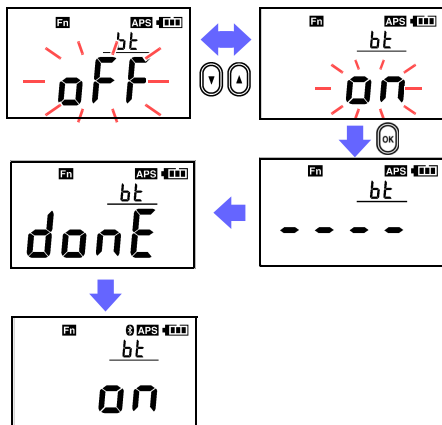 Fn APS
bt
oFF
Fn APS
bt
on
OK
Fn APS
bt
- - - -
Fn APS
bt
donE
Fn APS
bt
on